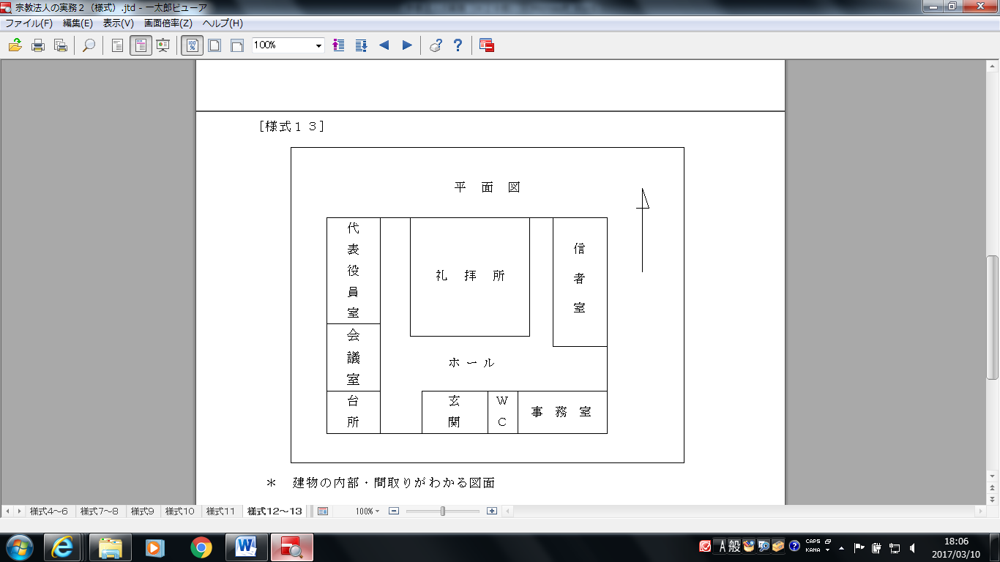 宗教法人の実務２（様式）.jtd - 一太郎ビューア
ファイル(F) 編集(E) 表示(V) 画面倍率(Z) ヘルプ(H)
100%
［様式１３］
平 面 図
代表役員室
礼 拝 所
信者室
会議室
ホール
台所
玄関
ＷＣ
事 務 室
＊ 建物の内部・間取りがわかる図面
様式4～6 様式7～8 様式9 様式10 様式11 様式12～13 100%
A 般 CAPS KANA
18:06
2017/03/10